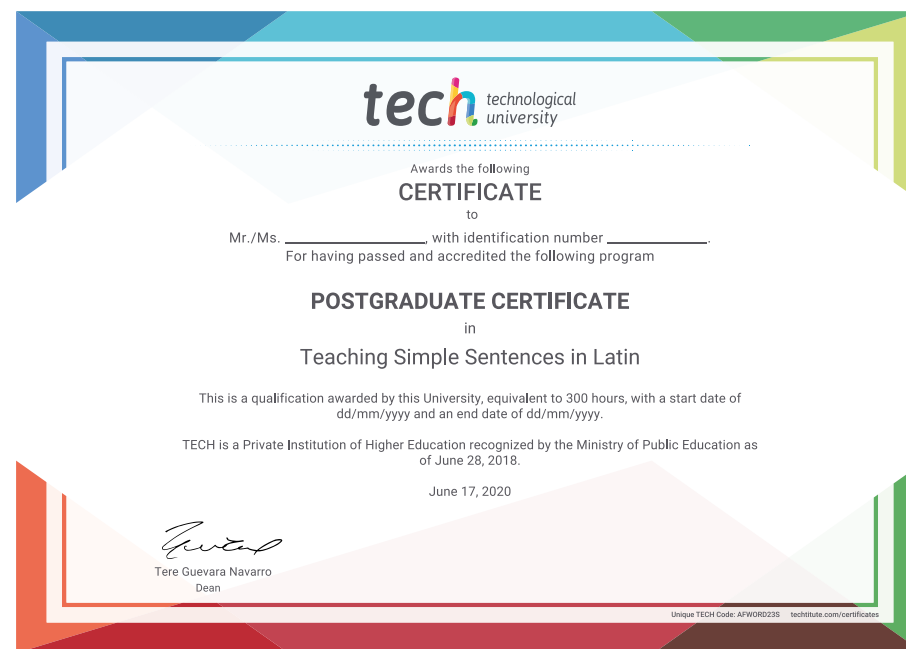 tech technological
university
Awards the following
CERTIFICATE
to
Mr./Ms. ____________________, with identification number ______________.
For having passed and accredited the following program
POSTGRADUATE CERTIFICATE
in
Teaching Simple Sentences in Latin
This is a qualification awarded by this University, equivalent to 300 hours, with a start date of
dd/mm/yyyy and an end date of dd/mm/yyyy.
TECH is a Private Institution of Higher Education recognized by the Ministry of Public Education as
of June 28, 2018.
June 17, 2020
Tere Guevara Navarro
Dean
Unique TECH Code: AFWORD23S techtitute.com/certificates